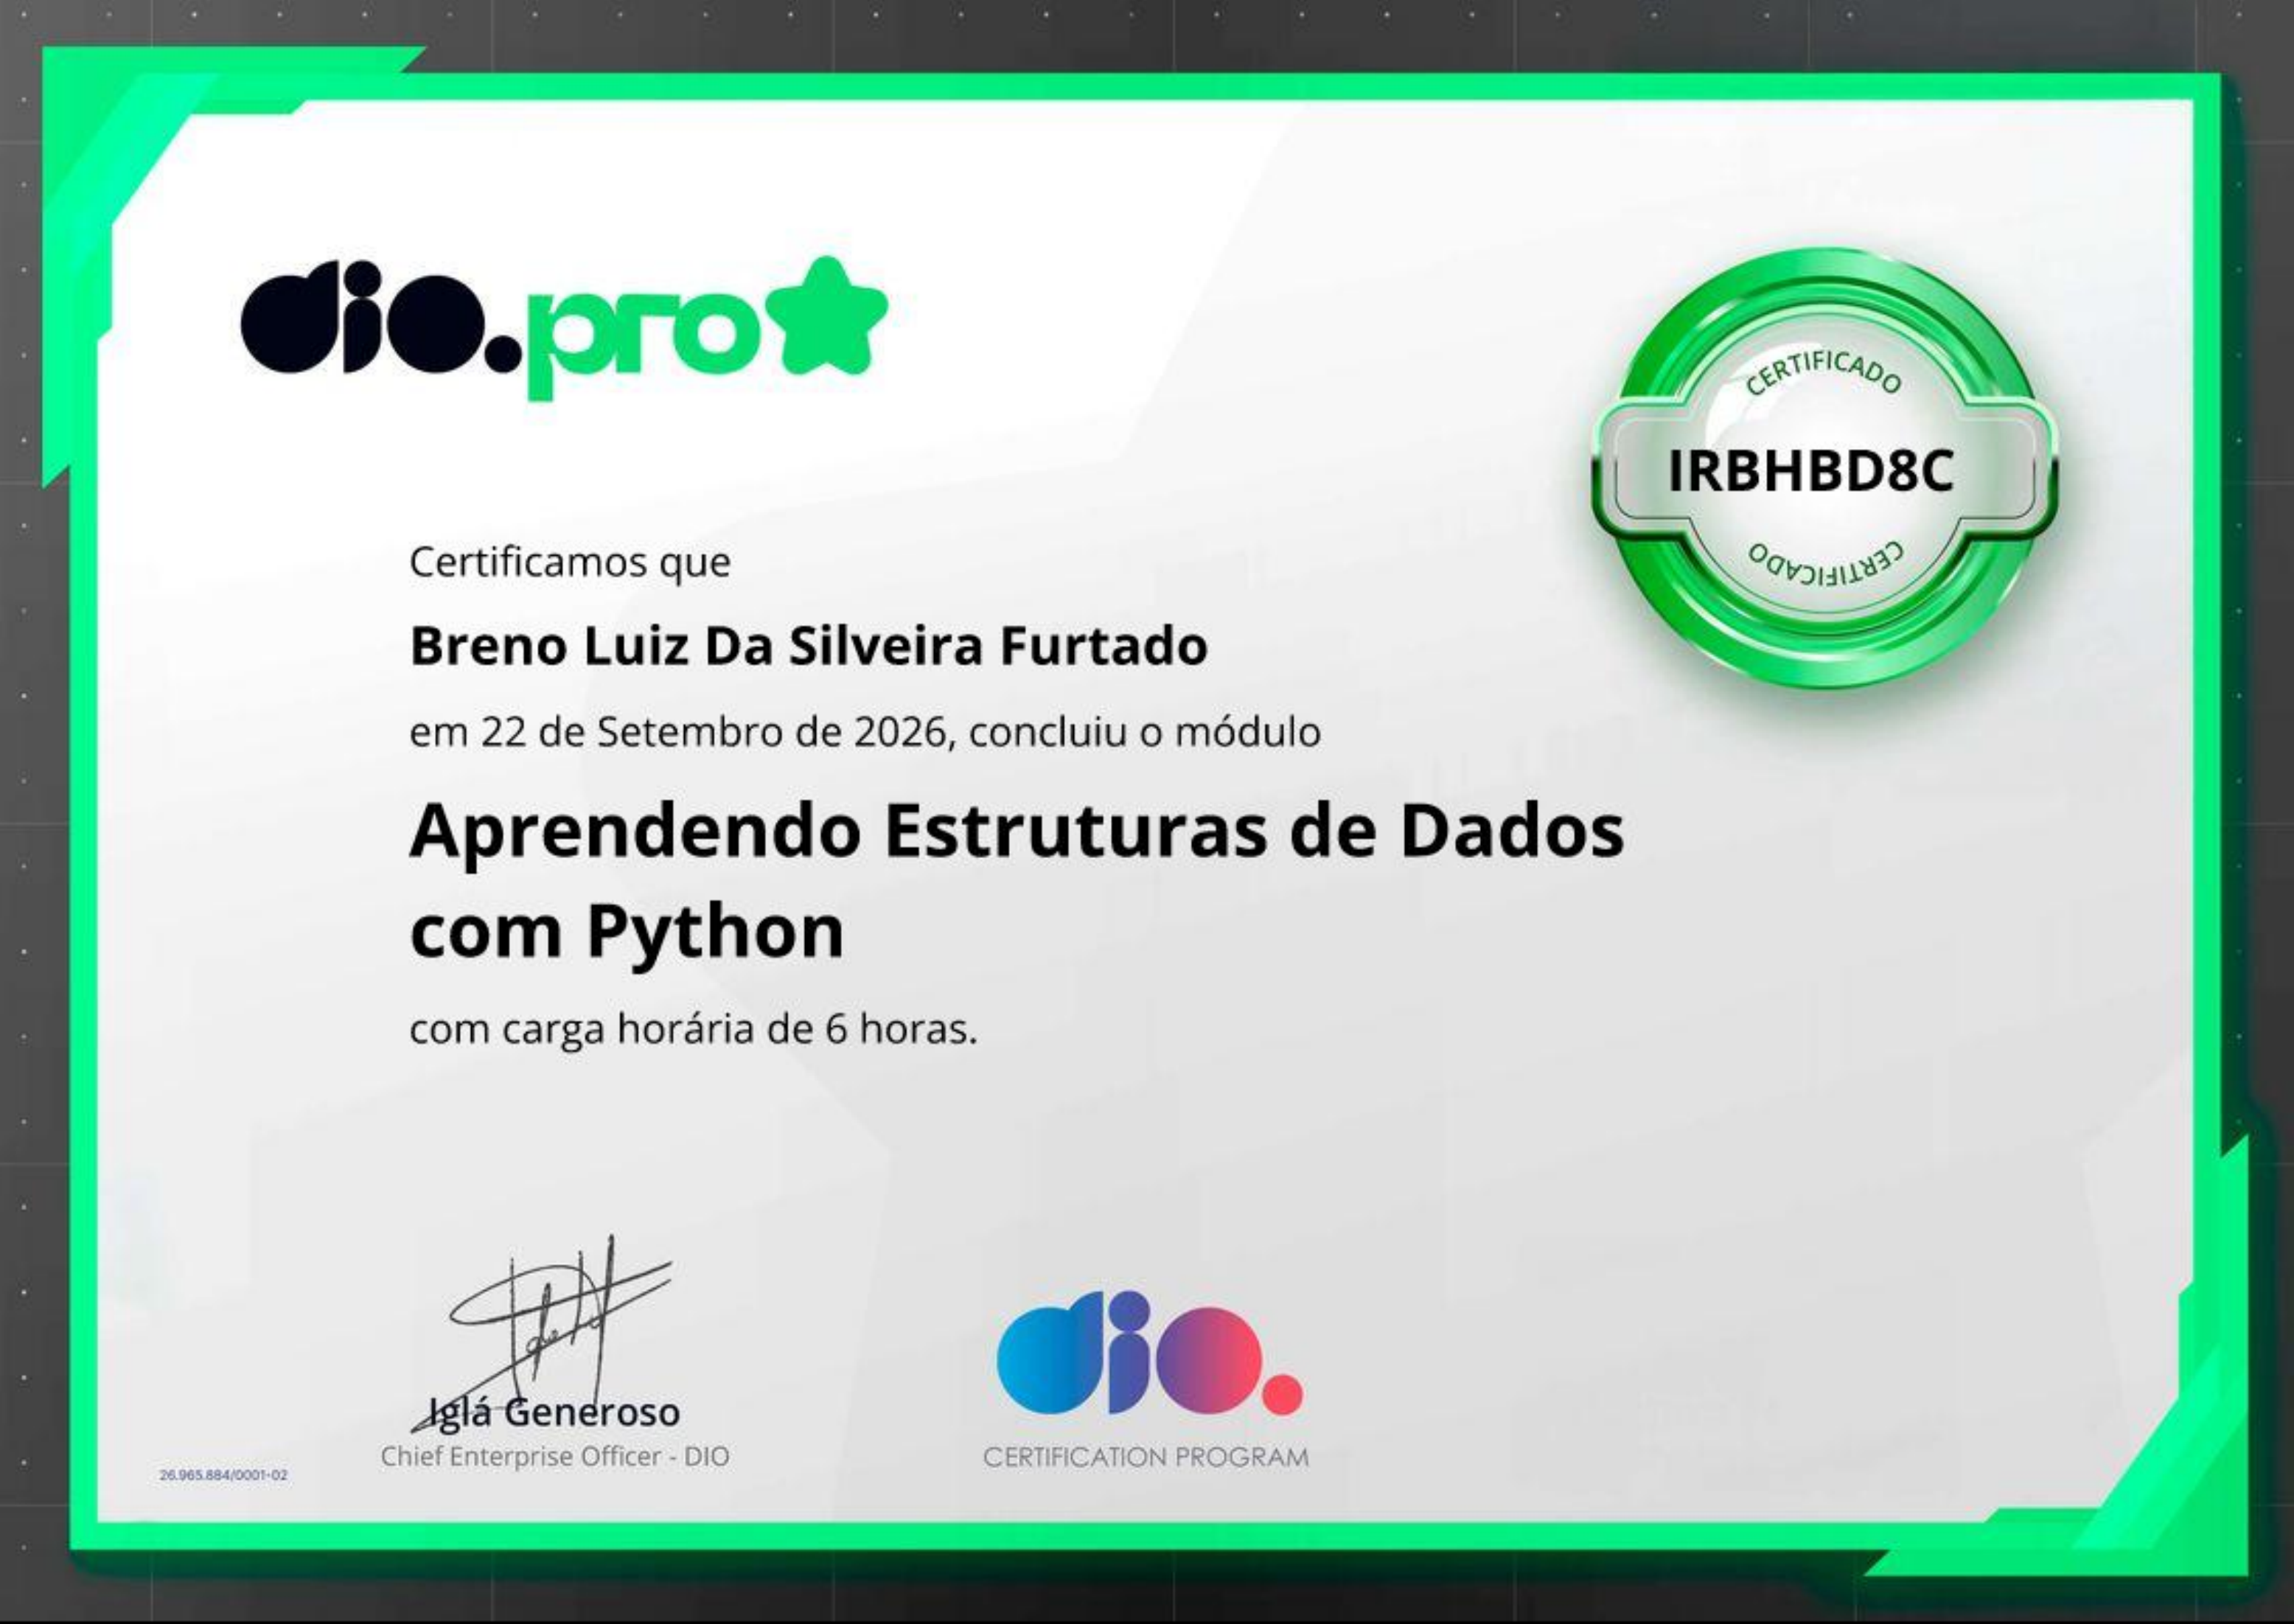 dio.pro
CERTIFICADO
IRBHBD8C
CERTIFICADO
Certificamos que
Breno Luiz Da Silveira Furtado
em 22 de Setembro de 2026, concluiu o módulo
Aprendendo Estruturas de Dados
com Python
com carga horária de 6 horas.
Iglá Generoso
Chief Enterprise Officer - DIO
26.965.884/0001-02
dio.
CERTIFICATION PROGRAM